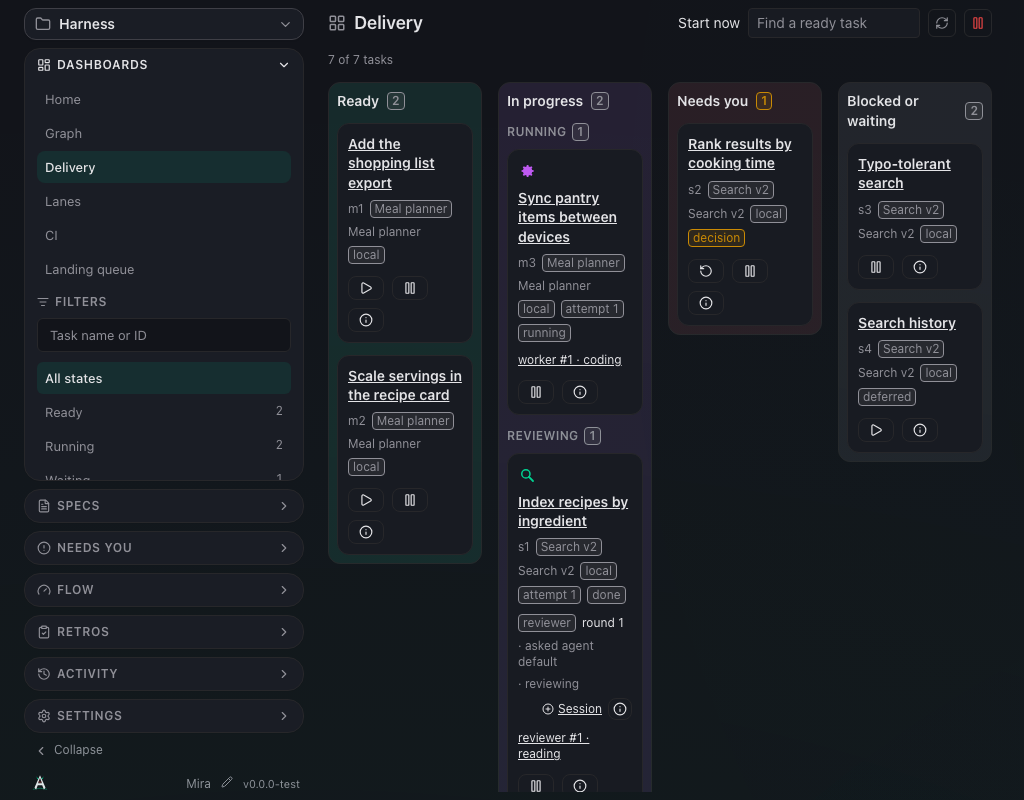 Harness
DASHBOARDS
Home
Graph
Delivery
Lanes
CI
Landing queue
FILTERS
Task name or ID
All states
Ready 2
Running 2
Waiting 1
SPECS
NEEDS YOU
FLOW
RETROS
ACTIVITY
SETTINGS
Collapse
Mira v0.0.0-test
Delivery
Start now Find a ready task
7 of 7 tasks
Ready 2
Add the
shopping list
export
m1 Meal planner
Meal planner
local
Scale servings in
the recipe card
m2 Meal planner
Meal planner
local
In progress 2
RUNNING 1
Sync pantry
items between
devices
m3 Meal planner
Meal planner
local attempt 1
running
worker #1 · coding
REVIEWING 1
Index recipes by
ingredient
s1 Search v2
Search v2 local
attempt 1 done
reviewer round 1
· asked agent
default
· reviewing
Session
reviewer #1 ·
reading
Needs you 1
Rank results by
cooking time
s2 Search v2
Search v2 local
decision
Blocked or
waiting 2
Typo-tolerant
search
s3 Search v2
Search v2 local
Search history
s4 Search v2
Search v2 local
deferred